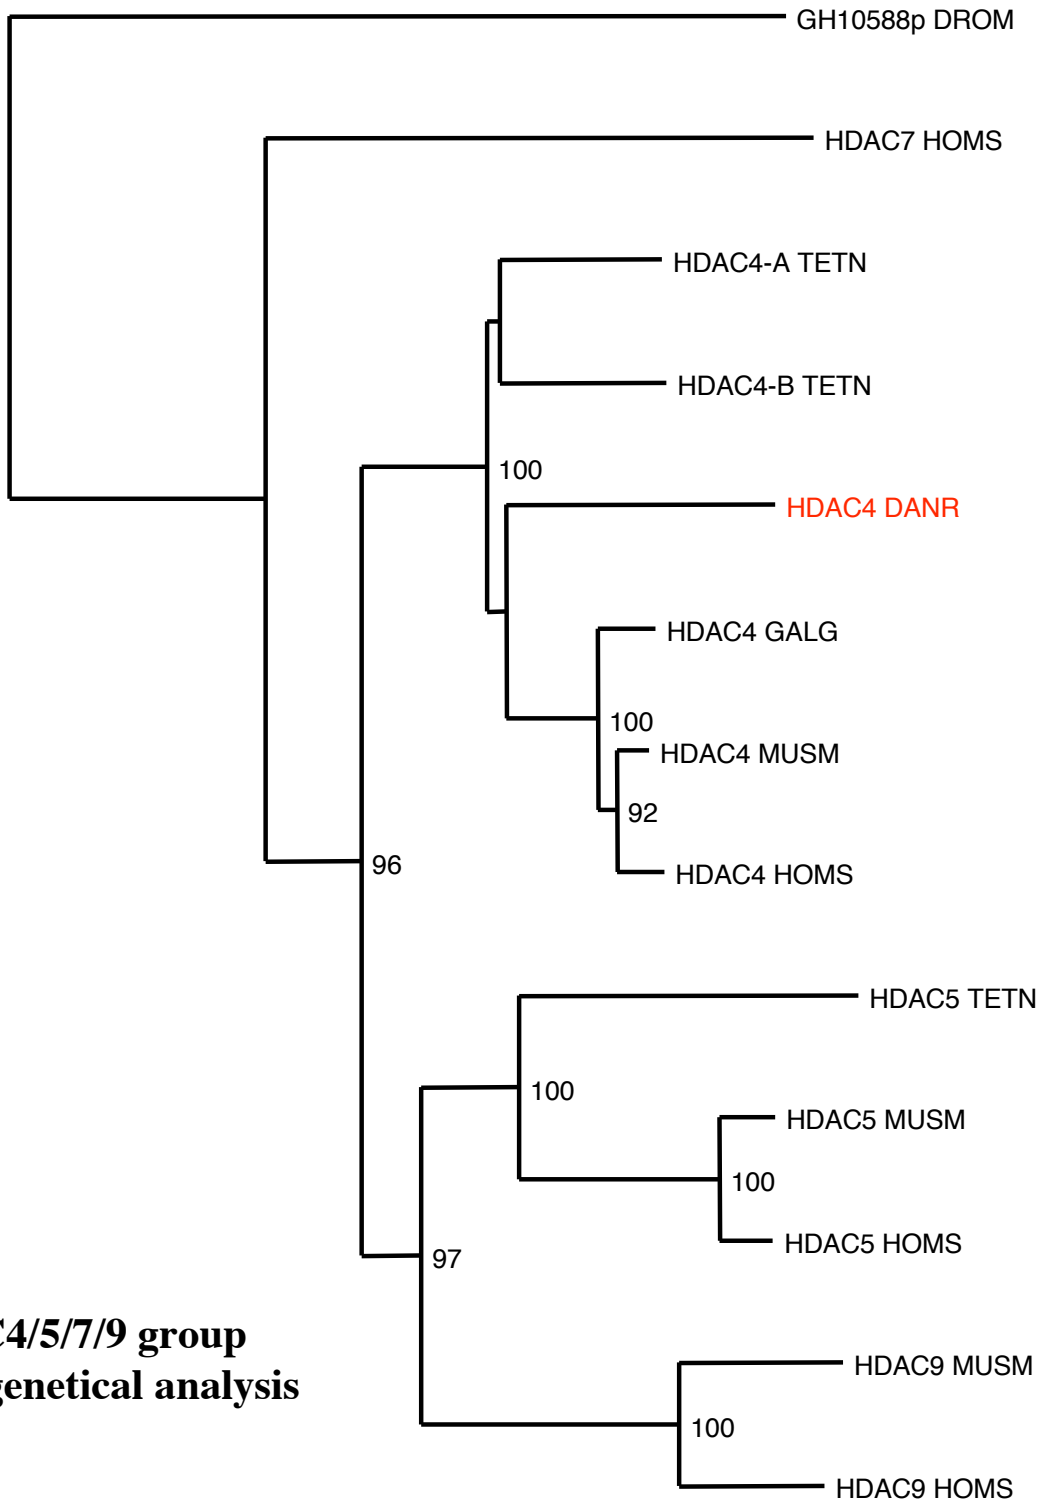 GH10588p DROM
HDAC7 HOMS
HDAC4-A TETN
HDAC4-B TETN
100
HDAC4 DANR
HDAC4 GALG
100
HDAC4 MUSM
92
96
HDAC4 HOMS
HDAC5 TETN
100
HDAC5 MUSM
100
HDAC5 HOMS
97
C4/5/7/9 group
genetical analysis
HDAC9 MUSM
100
HDAC9 HOMS